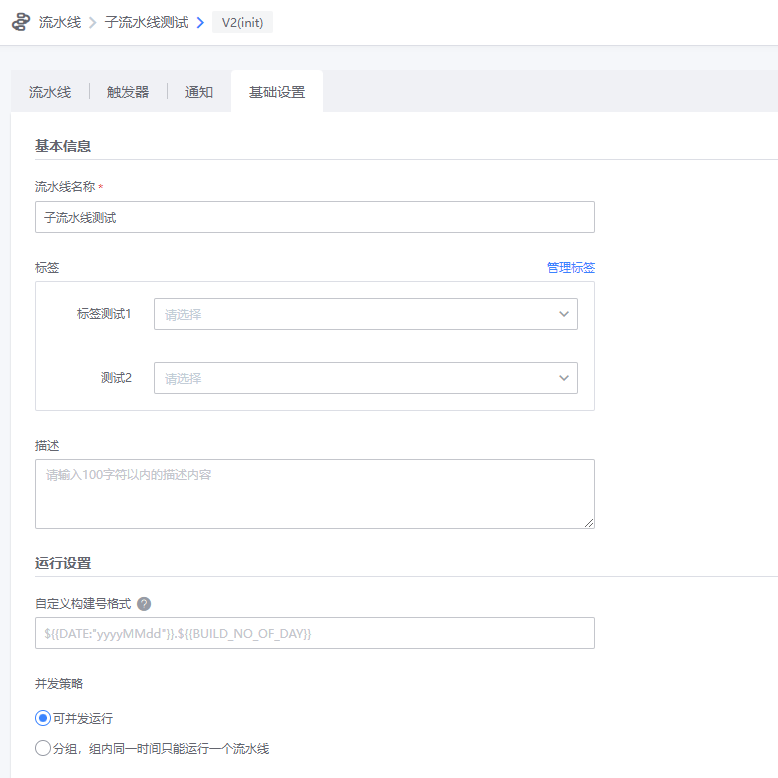 流水线 子流水线测试 V2(init)
流水线 触发器 通知 基础设置
基本信息
流水线名称 *
子流水线测试
标签 管理标签
标签测试1 请选择
测试2 请选择
描述
请输入100字符以内的描述内容
运行设置
自定义构建号格式 ?
${{DATE:"yyyyMMdd"}}.${{BUILD_NO_OF_DAY}}
并发策略
可并发运行
分组，组内同一时间只能运行一个流水线